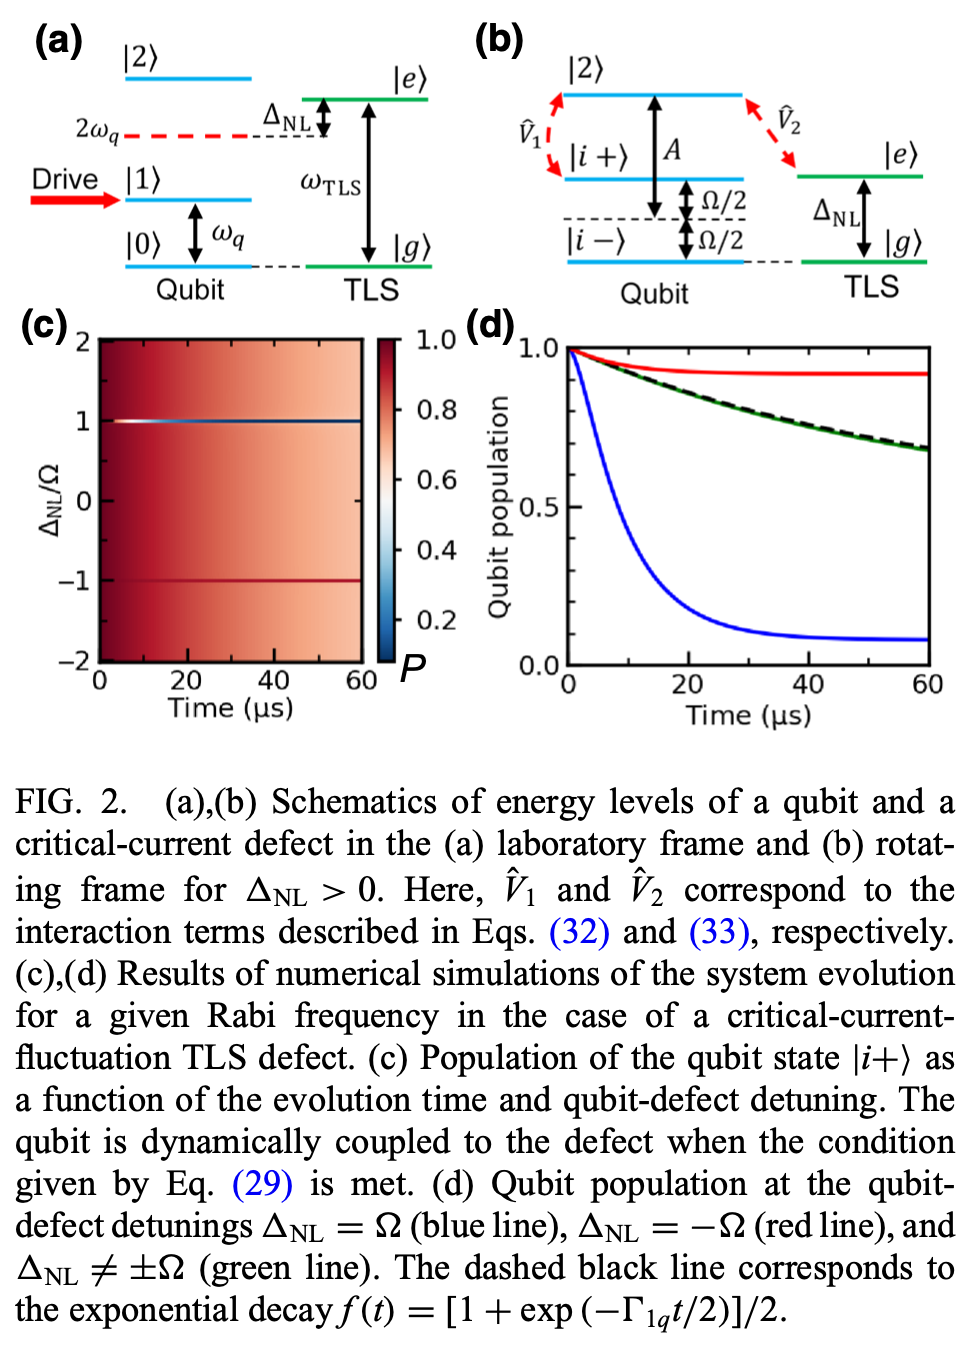 (a)
|2⟩
|e⟩
Δ_NL
2ω_q
ω_TLS
Drive
|1⟩
|0⟩
ω_q
|g⟩
Qubit
TLS
(b)
|2⟩
V̂_1
V̂_2
|i +⟩
A
|e⟩
Ω/2
Δ_NL
|i −⟩
Ω/2
|g⟩
Qubit
TLS
(c)
2
1
0
−1
−2
Δ_NL/Ω
0
20
40
60
Time (μs)
1.0
0.8
0.6
0.4
0.2
P
(d)
1.0
0.5
0.0
Qubit population
0
20
40
60
Time (μs)
FIG. 2. (a),(b) Schematics of energy levels of a qubit and a
critical-current defect in the (a) laboratory frame and (b) rotat-
ing frame for Δ_NL > 0. Here, V̂_1 and V̂_2 correspond to the
interaction terms described in Eqs. (32) and (33), respectively.
(c),(d) Results of numerical simulations of the system evolution
for a given Rabi frequency in the case of a critical-current-
fluctuation TLS defect. (c) Population of the qubit state |i+⟩ as
a function of the evolution time and qubit-defect detuning. The
qubit is dynamically coupled to the defect when the condition
given by Eq. (29) is met. (d) Qubit population at the qubit-
defect detunings Δ_NL = Ω (blue line), Δ_NL = −Ω (red line), and
Δ_NL ≠ ±Ω (green line). The dashed black line corresponds to
the exponential decay f(t) = [1 + exp (−Γ_1q t/2)]/2.